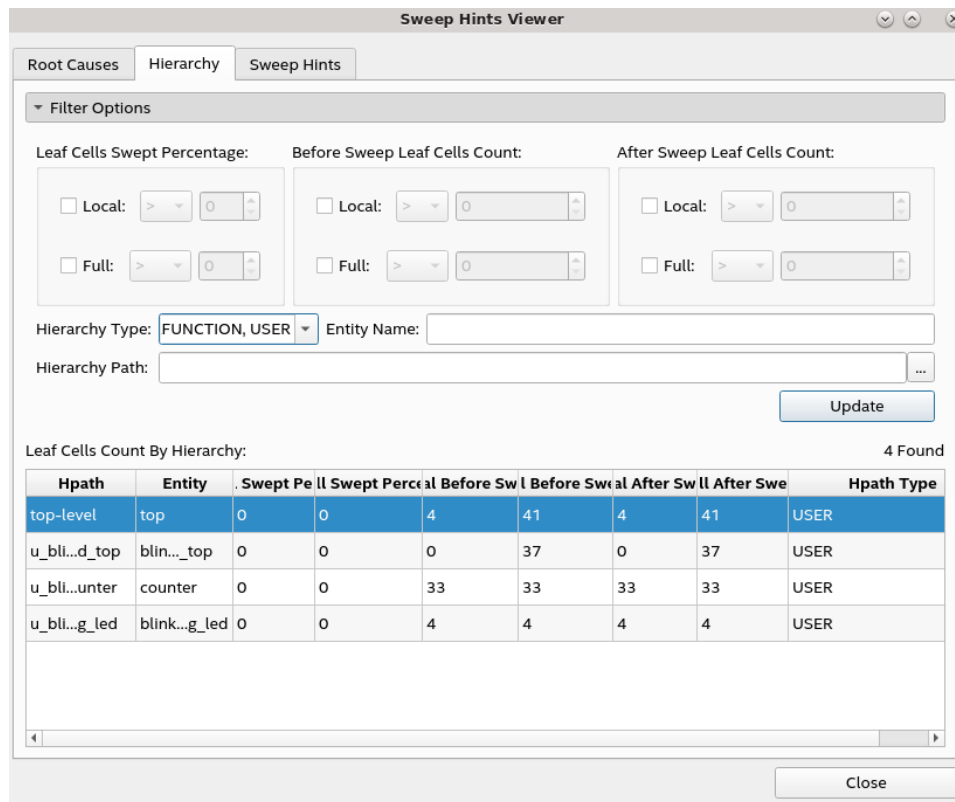 Sweep Hints Viewer
Root Causes Hierarchy Sweep Hints
Filter Options
Leaf Cells Swept Percentage: Before Sweep Leaf Cells Count: After Sweep Leaf Cells Count:
Local: > 0 Local: > 0 Local: > 0
Full: > 0 Full: > 0 Full: > 0
Hierarchy Type: FUNCTION, USER Entity Name:
Hierarchy Path: ...
Update
Leaf Cells Count By Hierarchy: 4 Found
Hpath Entity . Swept Pe ll Swept Perce al Before Sw l Before Swe al After Sw ll After Swe Hpath Type
top-level top 0 0 4 41 4 41 USER
u_bli...d_top blin..._top 0 0 0 37 0 37 USER
u_bli...unter counter 0 0 33 33 33 33 USER
u_bli...g_led blink...g_led 0 0 4 4 4 4 USER
Close